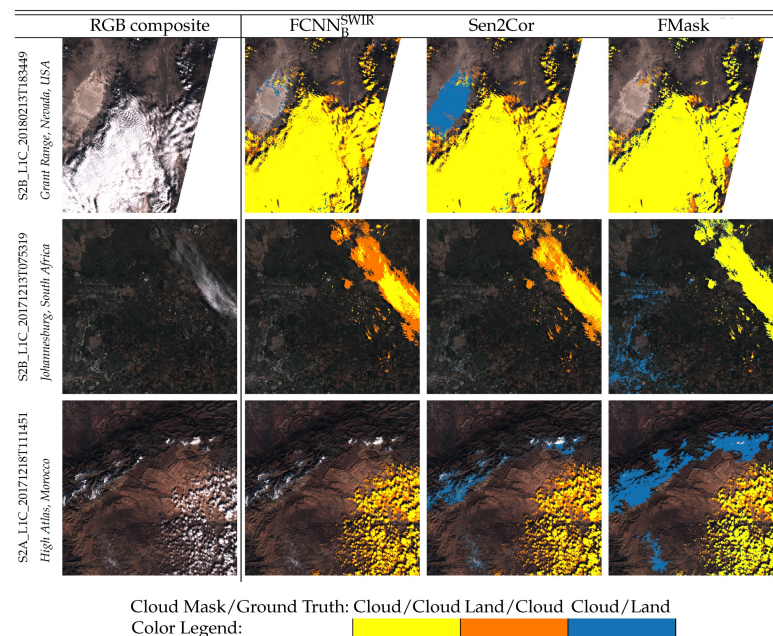 RGB composite FCNN SWIR B Sen2Cor FMask
S2B_L1C_20180213T183449
Grant Range, Nevada, USA
S2B_L1C_20171213T075319
Johannesburg, South Africa
S2A_L1C_20171218T111451
High Atlas, Morocco
Cloud Mask/Ground Truth: Cloud/Cloud Land/Cloud Cloud/Land
Color Legend: